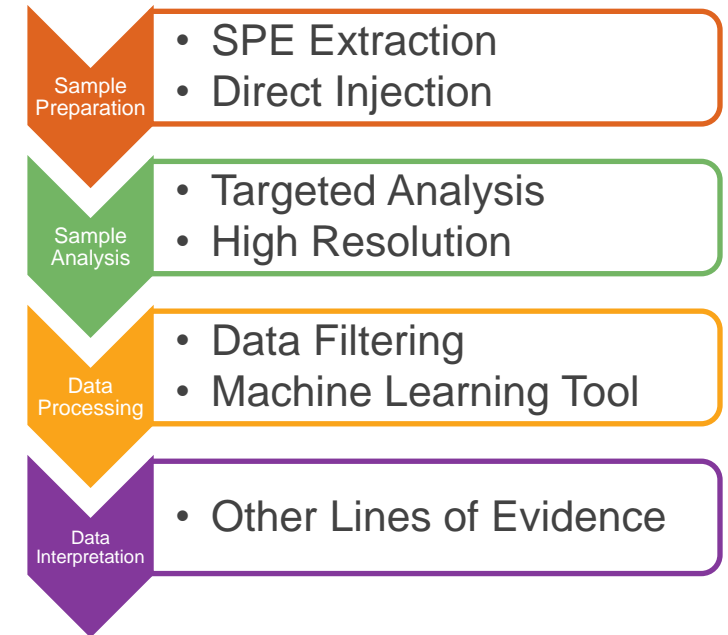 Sample
Preparation
• SPE Extraction
• Direct Injection
Sample
Analysis
• Targeted Analysis
• High Resolution
Data
Processing
• Data Filtering
• Machine Learning Tool
Data
Interpretation
• Other Lines of Evidence